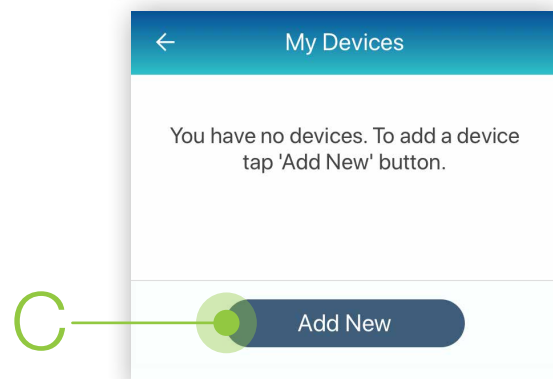 My Devices
You have no devices. To add a device
tap 'Add New' button.
C
Add New